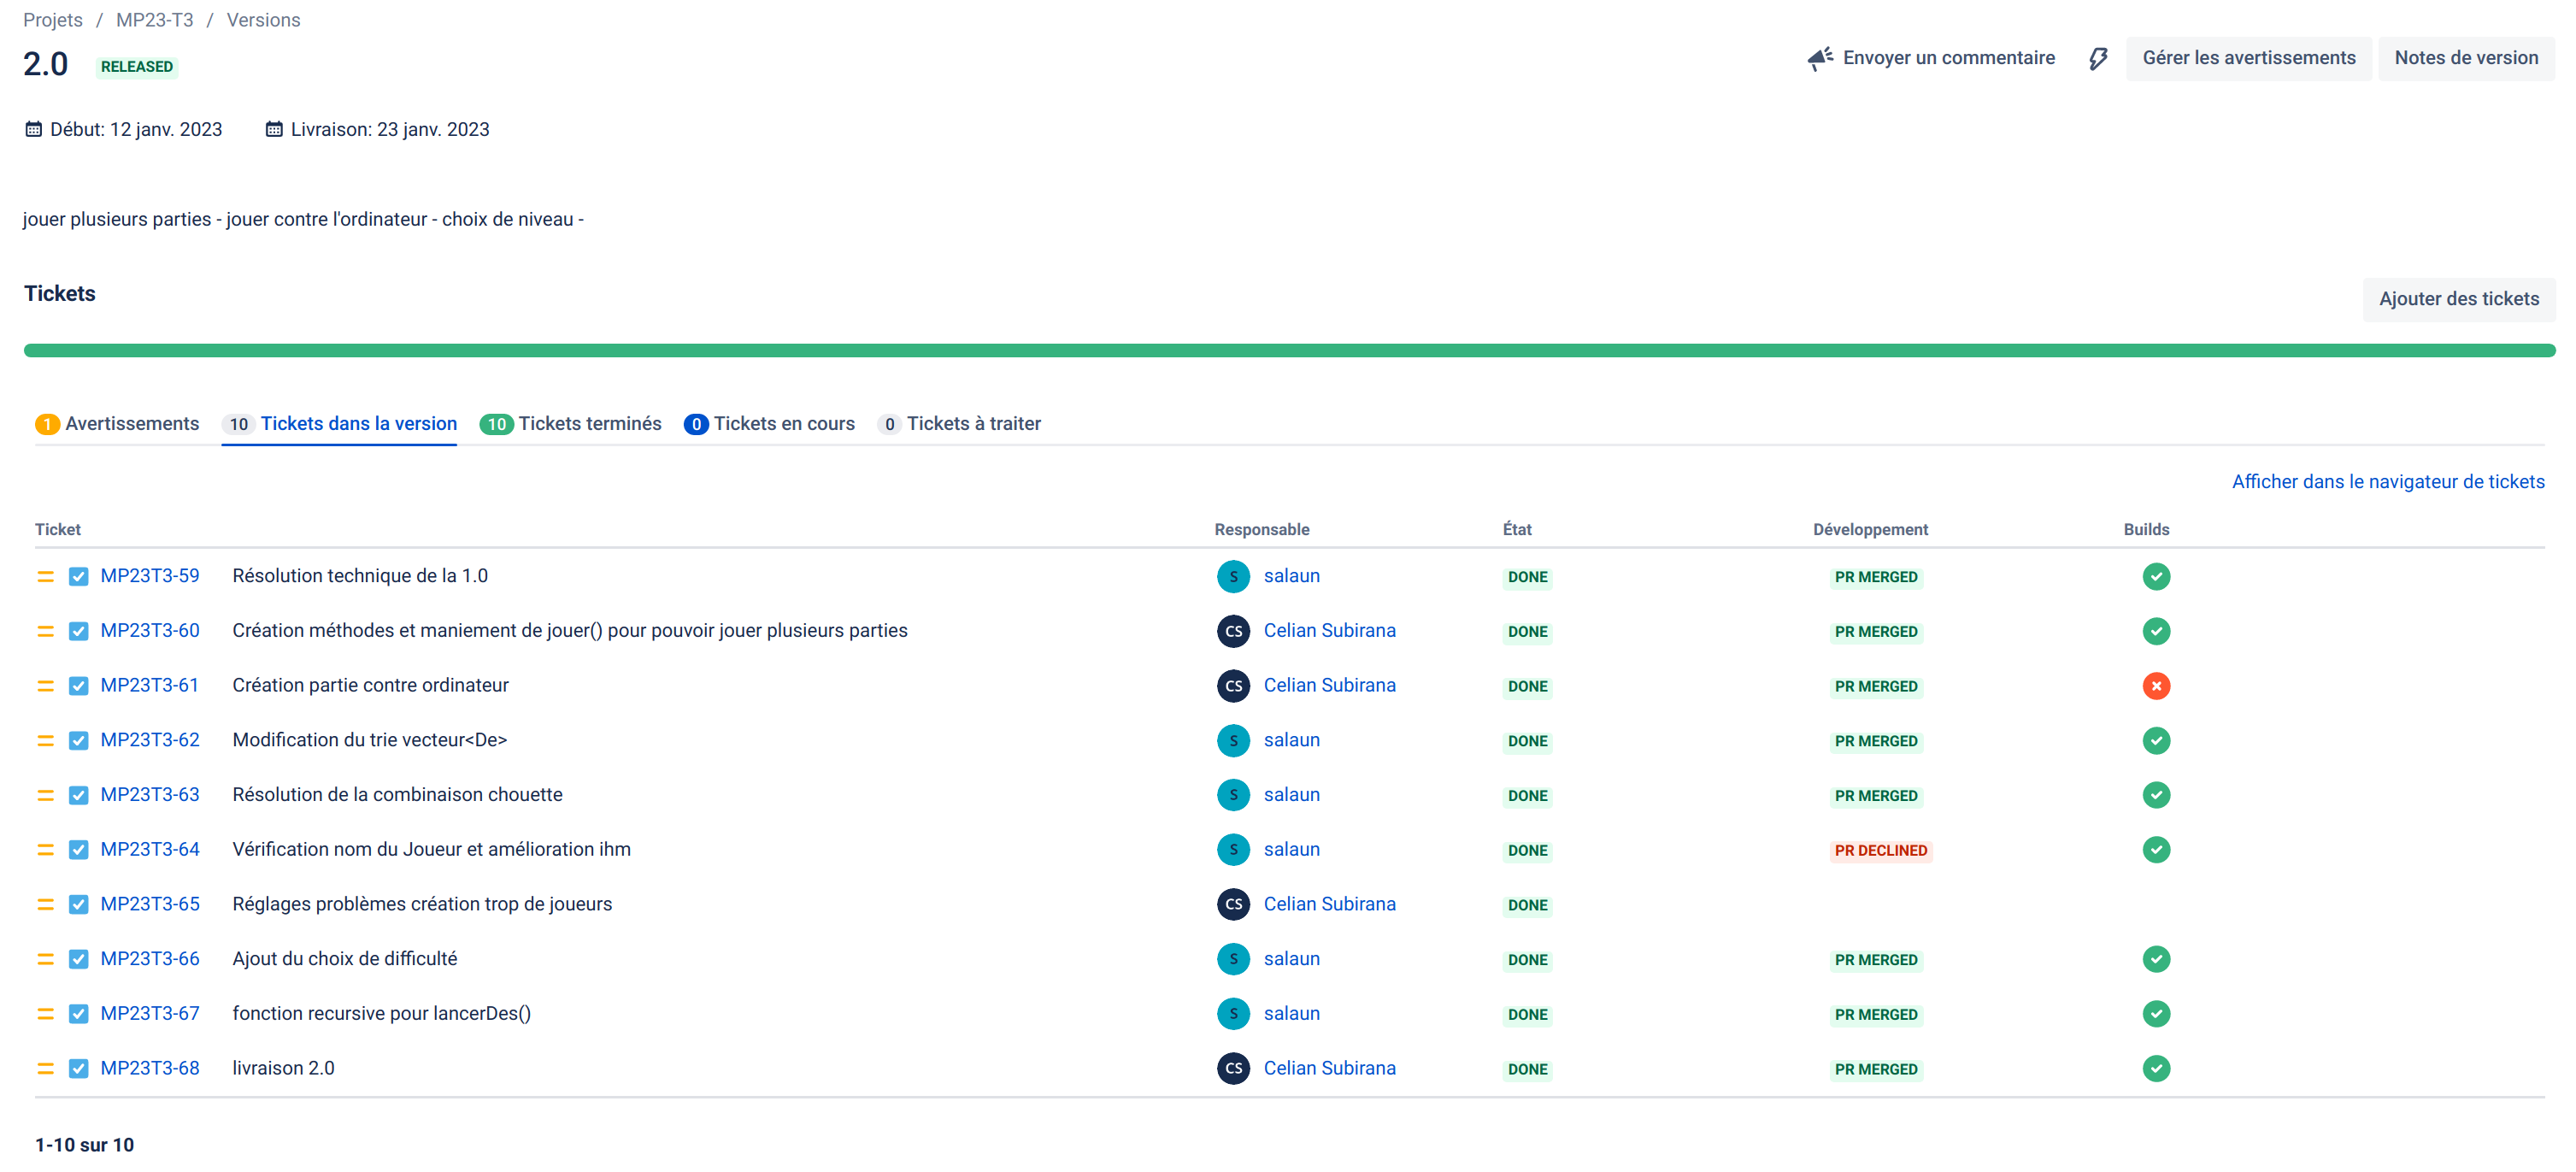 Projets / MP23-T3 / Versions
2.0 RELEASED
Envoyer un commentaire Gérer les avertissements Notes de version
Début: 12 janv. 2023 Livraison: 23 janv. 2023
jouer plusieurs parties - jouer contre l'ordinateur - choix de niveau -
Tickets
Ajouter des tickets
1 Avertissements 10 Tickets dans la version 10 Tickets terminés 0 Tickets en cours 0 Tickets à traiter
Afficher dans le navigateur de tickets
Ticket Responsable État Développement Builds
MP23T3-59 Résolution technique de la 1.0 S salaun DONE PR MERGED
MP23T3-60 Création méthodes et maniement de jouer() pour pouvoir jouer plusieurs parties CS Celian Subirana DONE PR MERGED
MP23T3-61 Création partie contre ordinateur CS Celian Subirana DONE PR MERGED
MP23T3-62 Modification du trie vecteur<De> S salaun DONE PR MERGED
MP23T3-63 Résolution de la combinaison chouette S salaun DONE PR MERGED
MP23T3-64 Vérification nom du Joueur et amélioration ihm S salaun DONE PR DECLINED
MP23T3-65 Réglages problèmes création trop de joueurs CS Celian Subirana DONE
MP23T3-66 Ajout du choix de difficulté S salaun DONE PR MERGED
MP23T3-67 fonction recursive pour lancerDes() S salaun DONE PR MERGED
MP23T3-68 livraison 2.0 CS Celian Subirana DONE PR MERGED
1-10 sur 10